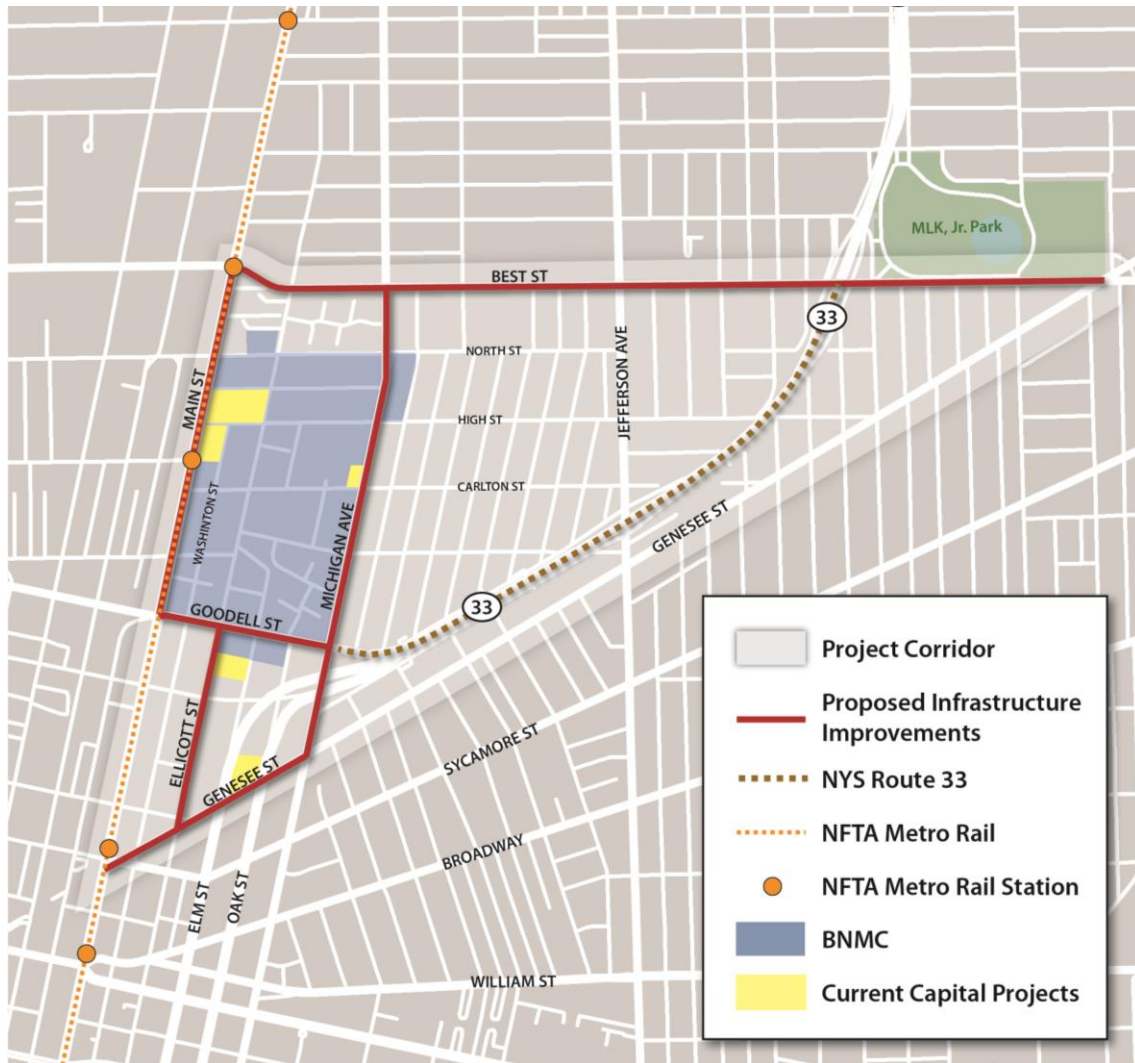 MLK, Jr. Park
BEST ST
33
NORTH ST
MAIN ST
JEFFERSON AVE
HIGH ST
CARLTON ST
WASHINTON ST
MICHIGAN AVE
GENESEE ST
GOODELL ST
33
ELLICOTT ST
GENESEE ST
SYCAMORE ST
BROADWAY
ELM ST
OAK ST
WILLIAM ST
Project Corridor
Proposed Infrastructure
Improvements
NYS Route 33
NFTA Metro Rail
NFTA Metro Rail Station
BNMC
Current Capital Projects